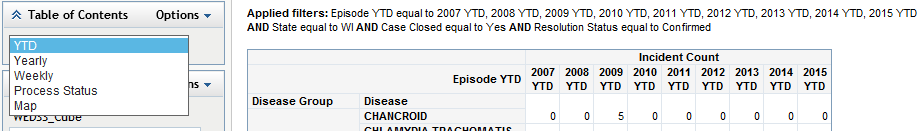 Table of Contents Options
YTD
Yearly
Weekly
Process Status
Map
Applied filters: Episode YTD equal to 2007 YTD, 2008 YTD, 2009 YTD, 2010 YTD, 2011 YTD, 2012 YTD, 2013 YTD, 2014 YTD, 2015 YTD
AND State equal to WI AND Case Closed equal to Yes AND Resolution Status equal to Confirmed
Incident Count
Episode YTD 2007 YTD 2008 YTD 2009 YTD 2010 YTD 2011 YTD 2012 YTD 2013 YTD 2014 YTD 2015 YTD
Disease Group Disease
CHANCROID 0 0 5 0 0 0 0 0 0
CHLAMYDIA TRACHOMATIS